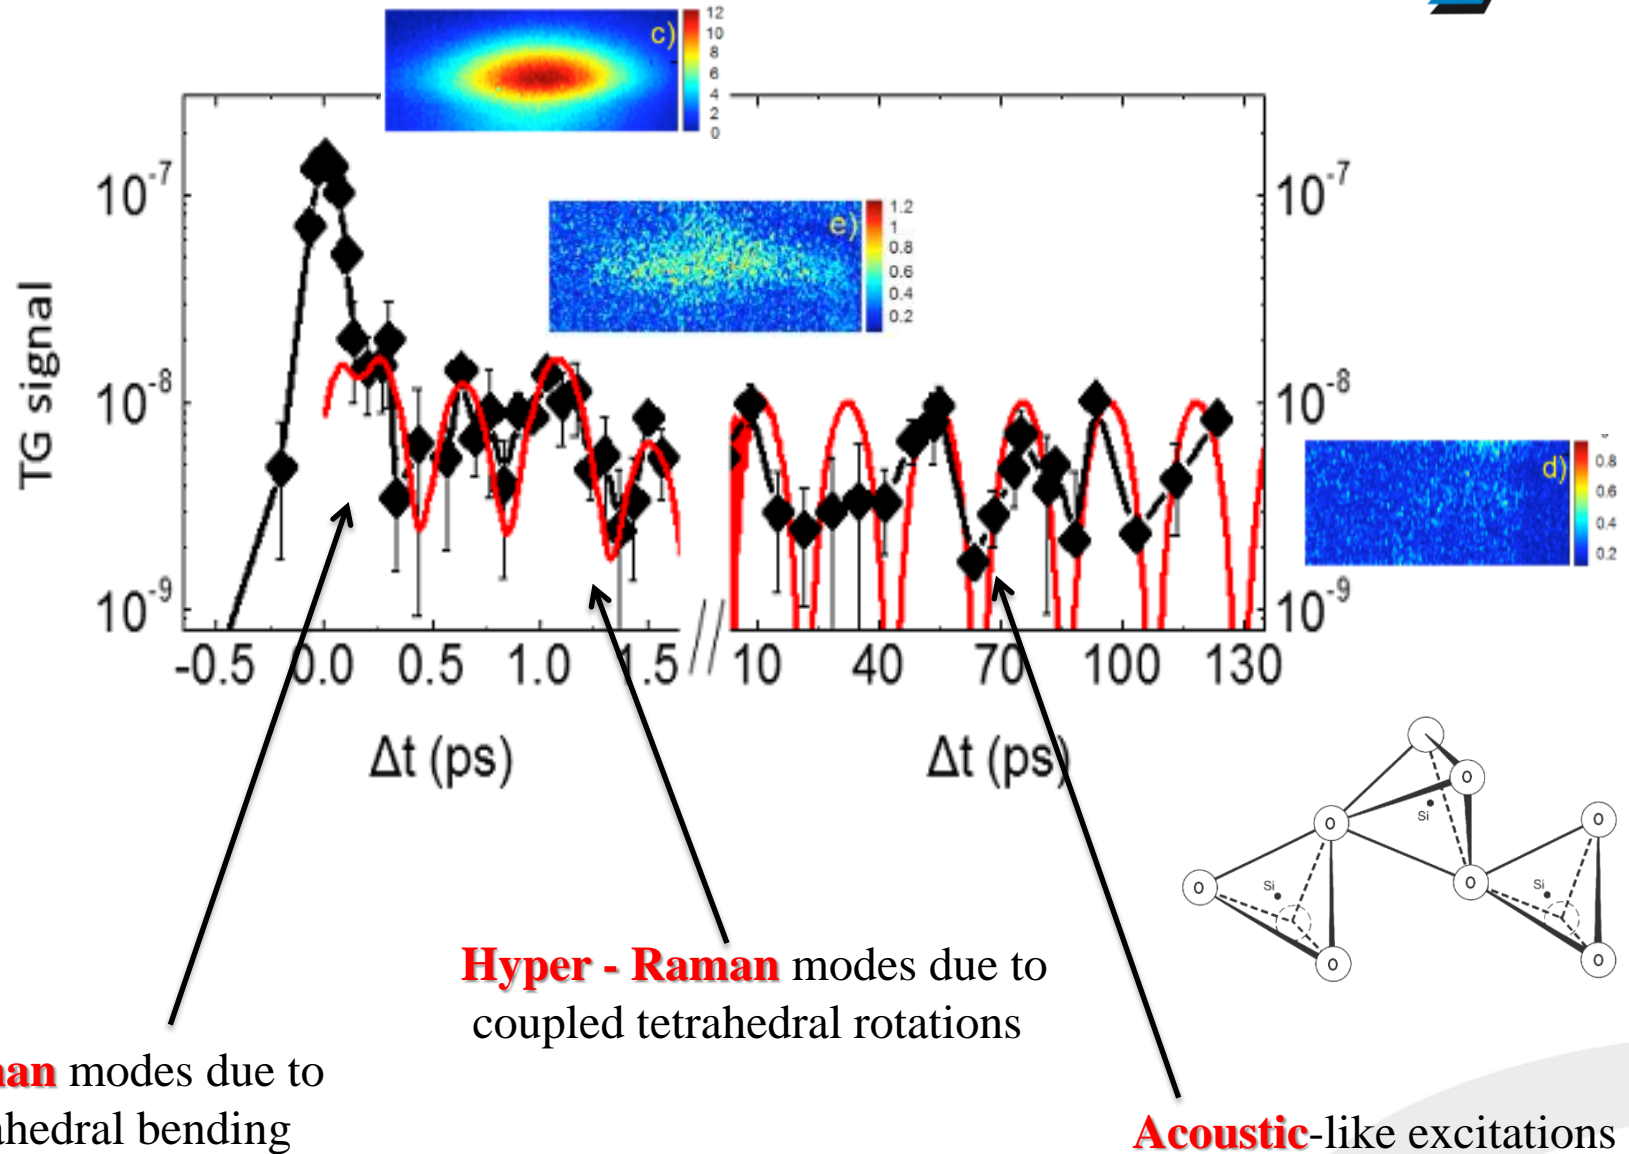 c)
12
10
8
6
4
2
0
e)
1.2
1
0.8
0.6
0.4
0.2
d)
0.8
0.6
0.4
0.2
TG signal
10-7
10-8
10-9
10-7
10-8
10-9
-0.5 0.0 0.5 1.0 1.5 // 10 40 70 100 130
Δt (ps) Δt (ps)
O
Si
O
O
O
Si
O
Si
O
O
Hyper - Raman modes due to
coupled tetrahedral rotations
modes due to
bending
Acoustic-like excitations